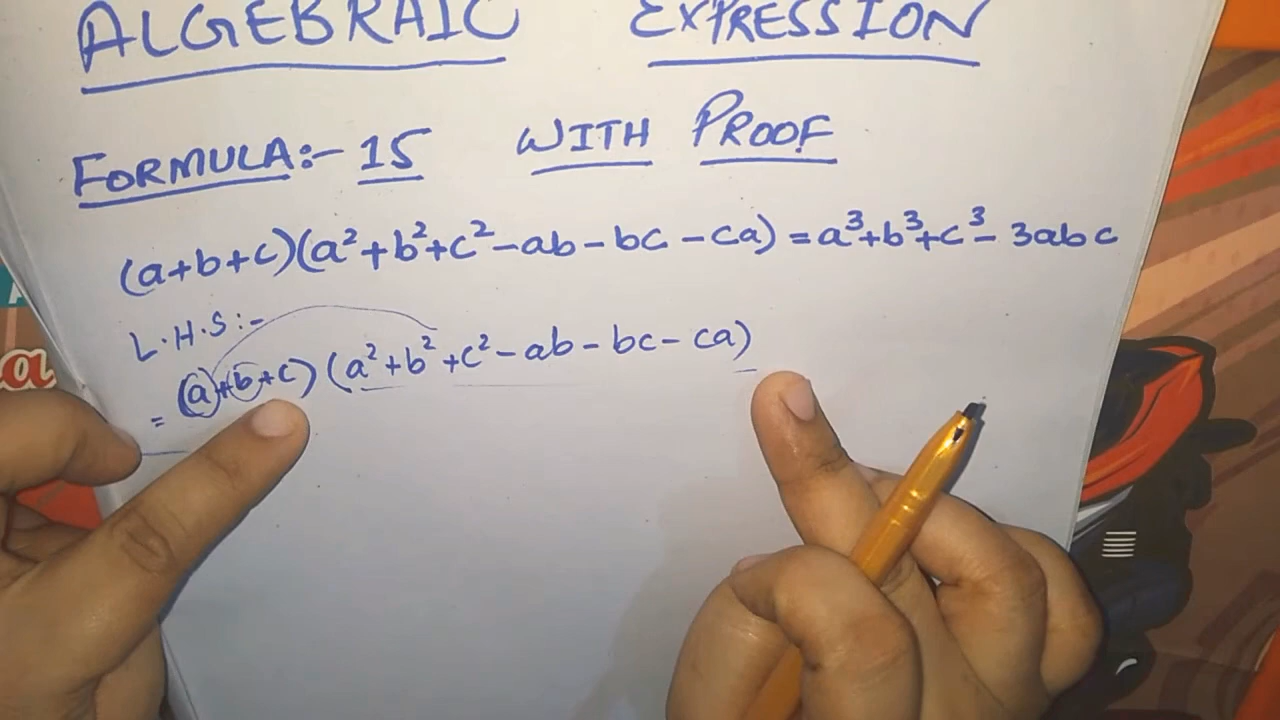 ALGEBRAIC EXPRESSION
FORMULA:- 15 WITH PROOF
(a+b+c)(a²+b²+c²-ab-bc-ca) = a³+b³+c³-3abc
L.H.S:-
= (a+b+c)(a²+b²+c²-ab-bc-ca)
a